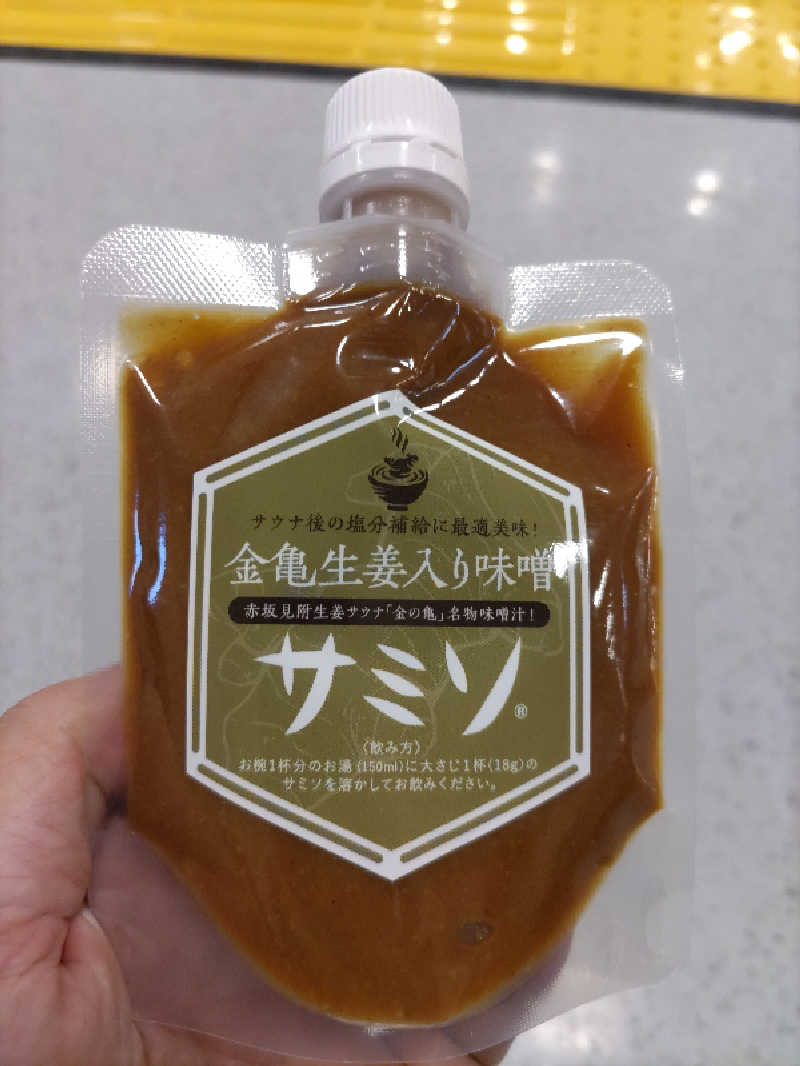 サウナ後の塩分補給に最適美味!
金亀生姜入り味噌
赤坂見附生姜サウナ「金の亀」名物味噌汁!
サミソ®
〈飲み方〉
お椀1杯分のお湯(150ml)に大さじ1杯(18g)の
サミソを溶かしてお飲みください。